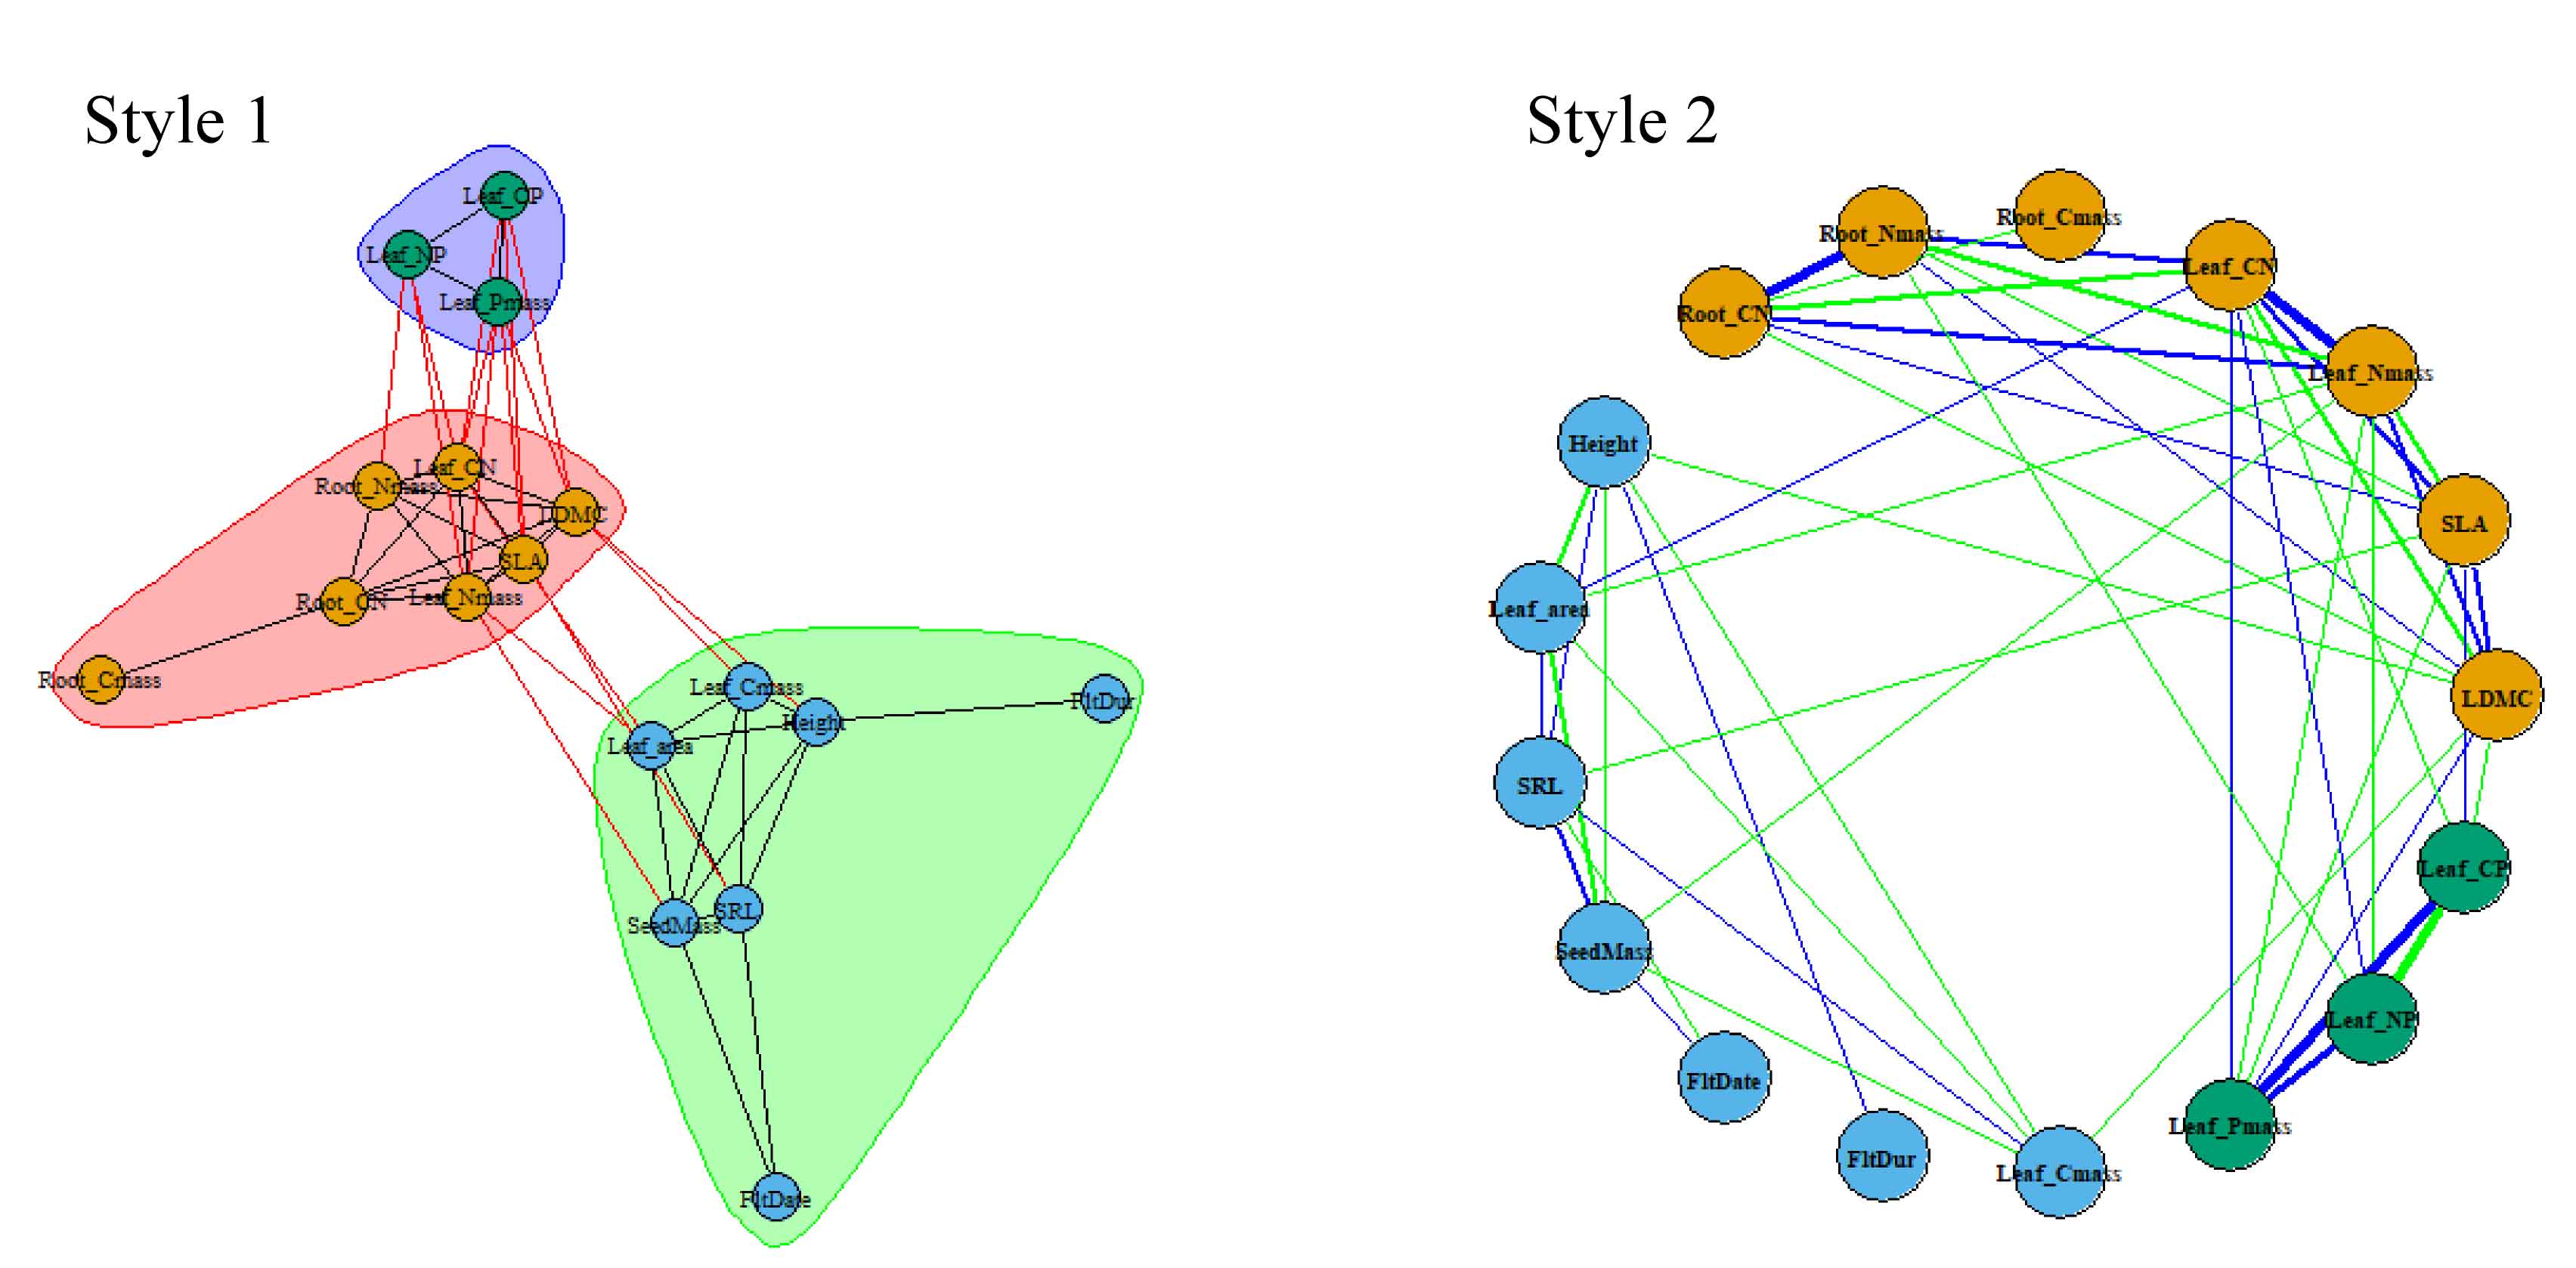 Style 1
Leaf_CP
Leaf_NP
Leaf_Pmass
Leaf_CN
Root_Nmass
LDMC
SLA
Root_CN
Leaf_Nmass
Root_Cmass
Leaf_Cmass
FltDur
Height
Leaf_area
SeedMass
SRL
FltDate
Style 2
Root_Cmass
Root_Nmass
Leaf_CN
Root_CN
Leaf_Nmass
Height
SLA
Leaf_area
LDMC
SRL
Leaf_CP
SeedMass
Leaf_NP
FltDate
Leaf_Pmass
FltDur
Leaf_Cmass